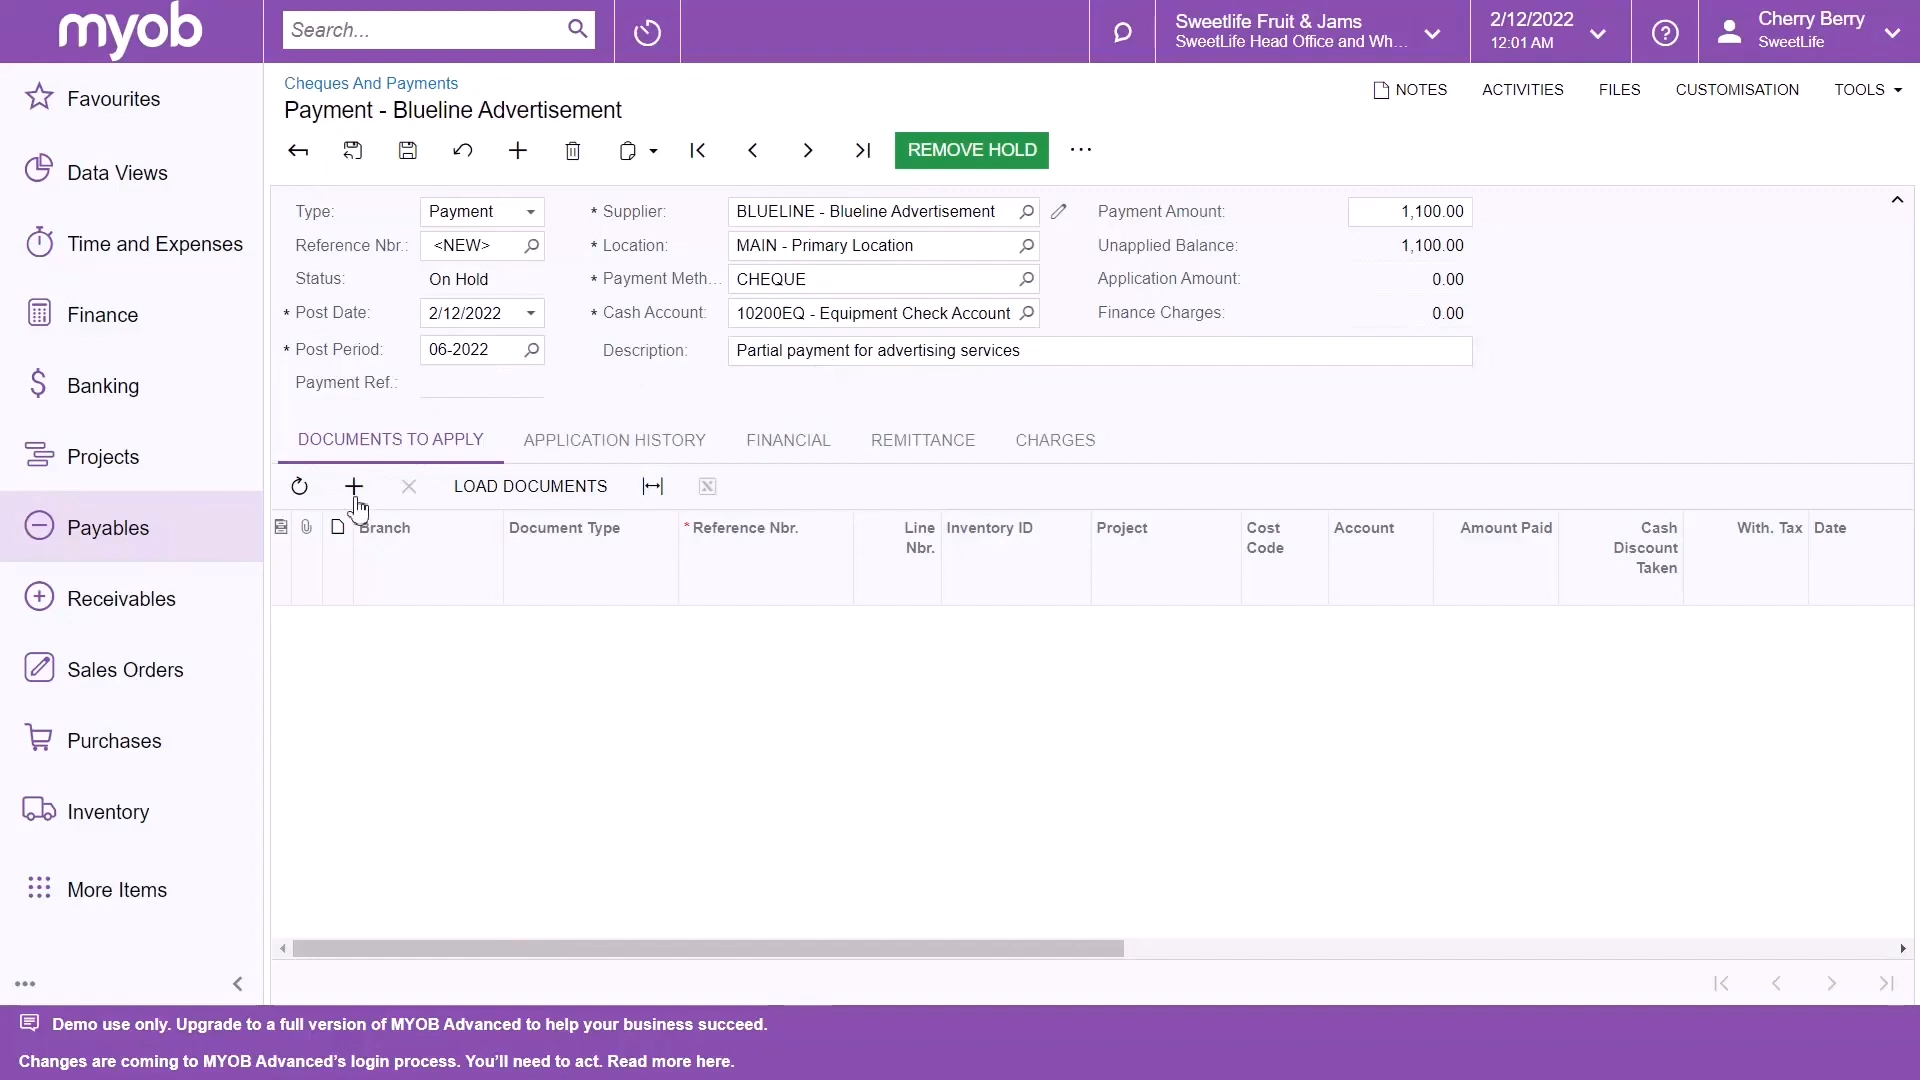 myob
Search...
Sweetlife Fruit & Jams
SweetLife Head Office and Wh...
2/12/2022
12:01 AM
Cherry Berry
SweetLife
Favourites
Data Views
Time and Expenses
Finance
Banking
Projects
Payables
Receivables
Sales Orders
Purchases
Inventory
More Items
Cheques And Payments
Payment - Blueline Advertisement
NOTES ACTIVITIES FILES CUSTOMISATION TOOLS
REMOVE HOLD
Type: Payment * Supplier: BLUELINE - Blueline Advertisement Payment Amount: 1,100.00
Reference Nbr.: <NEW> * Location: MAIN - Primary Location Unapplied Balance: 1,100.00
Status: On Hold * Payment Meth... CHEQUE Application Amount: 0.00
* Post Date: 2/12/2022 * Cash Account: 10200EQ - Equipment Check Account Finance Charges: 0.00
* Post Period: 06-2022 Description: Partial payment for advertising services
Payment Ref.:
DOCUMENTS TO APPLY APPLICATION HISTORY FINANCIAL REMITTANCE CHARGES
LOAD DOCUMENTS
Branch Document Type * Reference Nbr. Line Nbr. Inventory ID Project Cost Code Account Amount Paid Cash Discount Taken With. Tax Date
Demo use only. Upgrade to a full version of MYOB Advanced to help your business succeed.
Changes are coming to MYOB Advanced’s login process. You’ll need to act. Read more here.